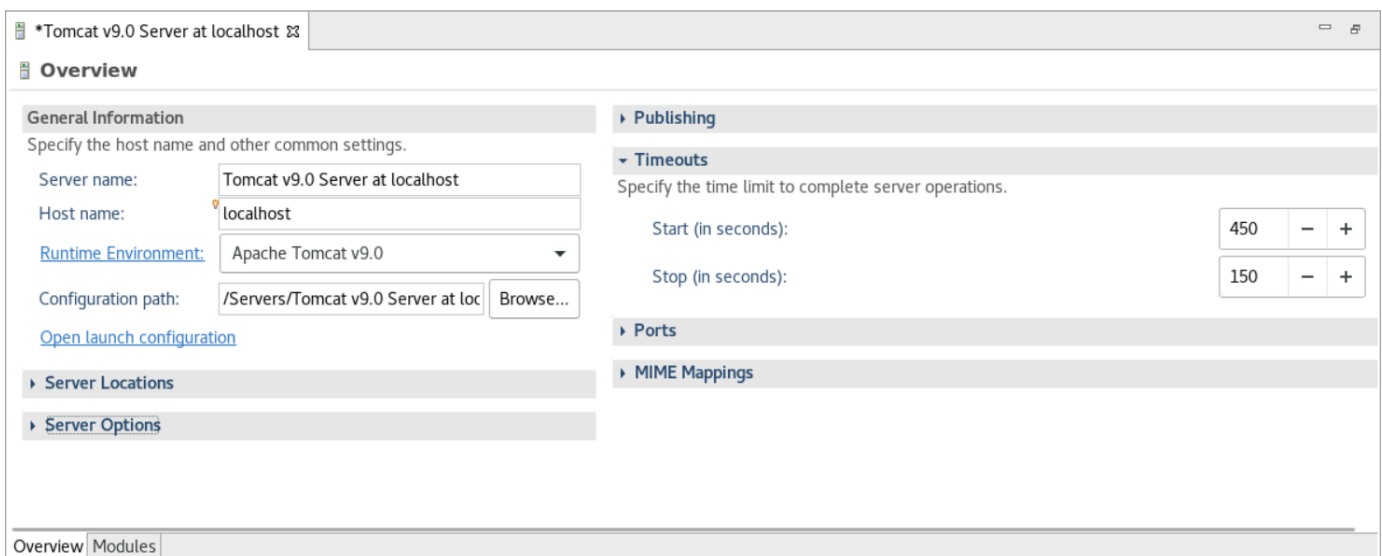 *Tomcat v9.0 Server at localhost
Overview
General Information
Specify the host name and other common settings.
Server name: Tomcat v9.0 Server at localhost
Host name: localhost
Runtime Environment: Apache Tomcat v9.0
Configuration path: /Servers/Tomcat v9.0 Server at loc Browse...
Open launch configuration
Server Locations
Server Options
Publishing
Timeouts
Specify the time limit to complete server operations.
Start (in seconds): 450 − +
Stop (in seconds): 150 − +
Ports
MIME Mappings
Overview Modules